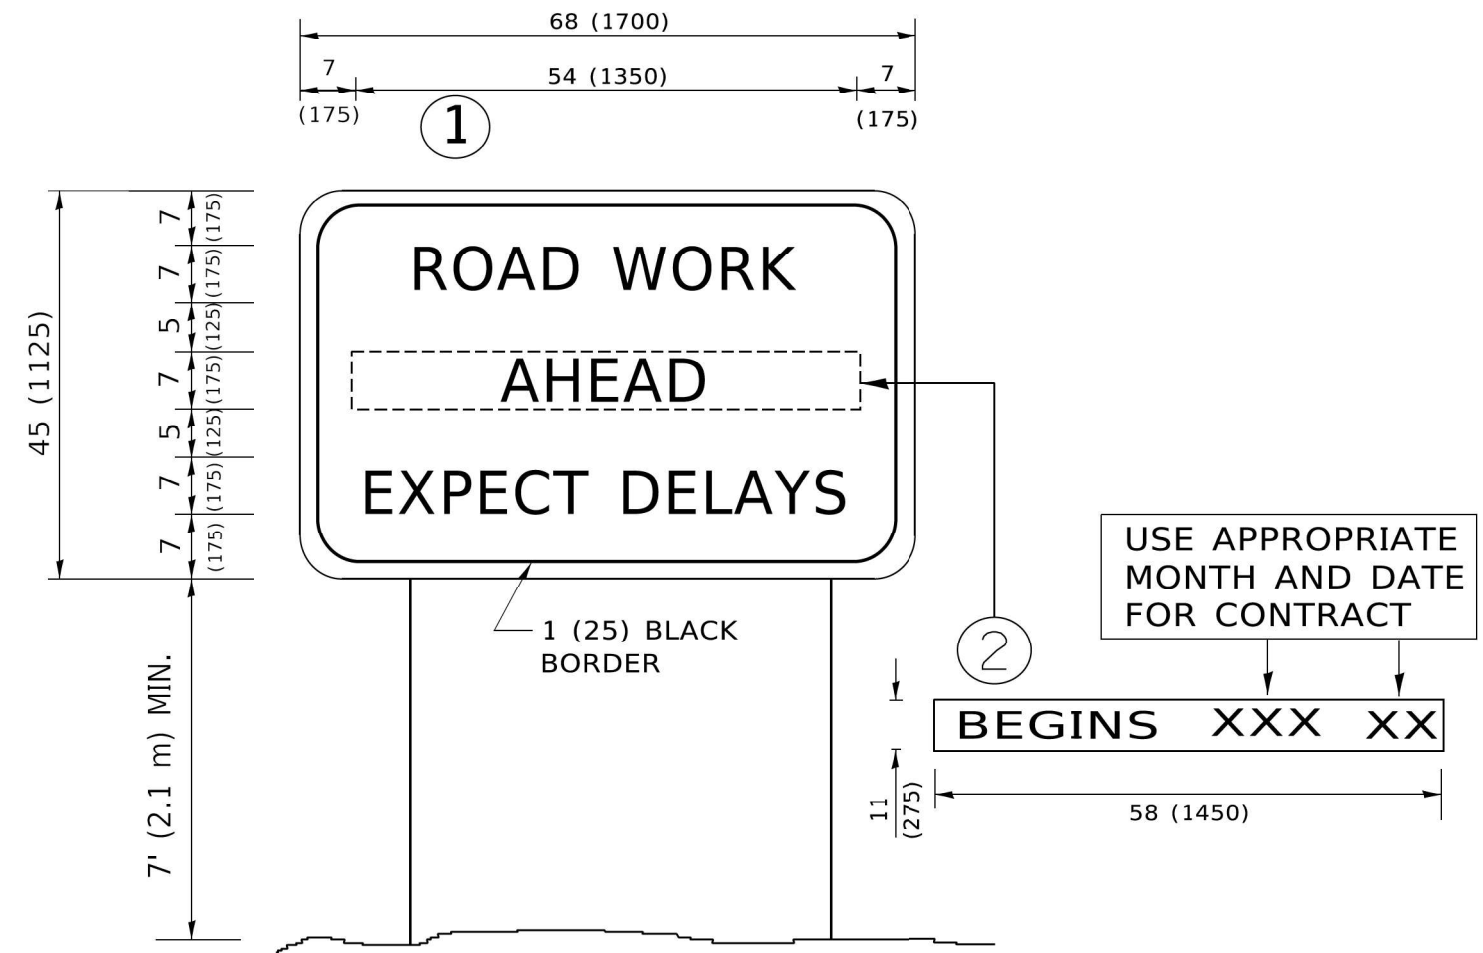 68 (1700)
7
54 (1350)
7
(175)
(175)
1
7
(175)
7
(175)
5
(125)
7
(175)
5
(125)
7
(175)
7
(175)
45 (1125)
ROAD WORK
AHEAD
EXPECT DELAYS
1 (25) BLACK
BORDER
7' (2.1 m) MIN.
2
USE APPROPRIATE
MONTH AND DATE
FOR CONTRACT
BEGINS XXX XX
11
(275)
58 (1450)